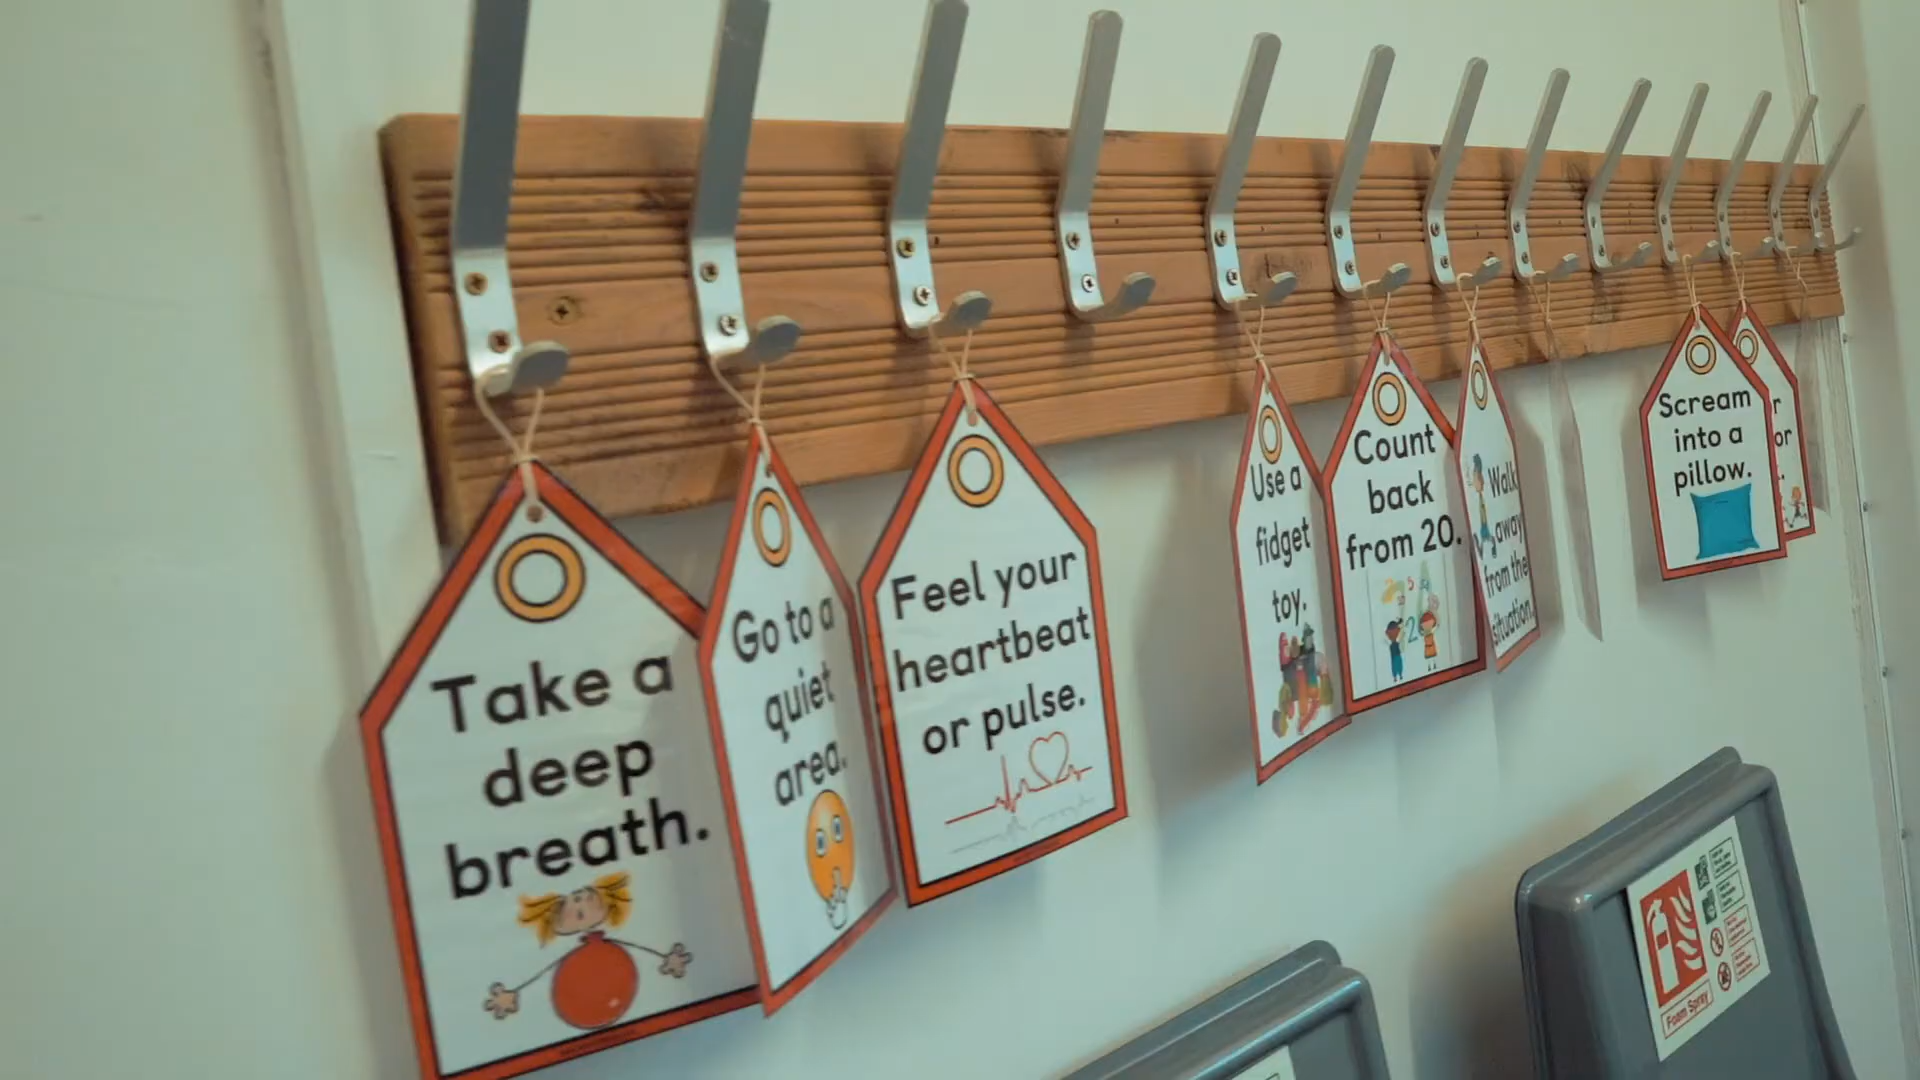 Take a
deep
breath.
Go to a
quiet
area.
Feel your
heartbeat
or pulse.
Use a
fidget
toy.
Count
back
from 20.
Walk
away
from the
situation.
Scream
into a
pillow.
Foam Spray